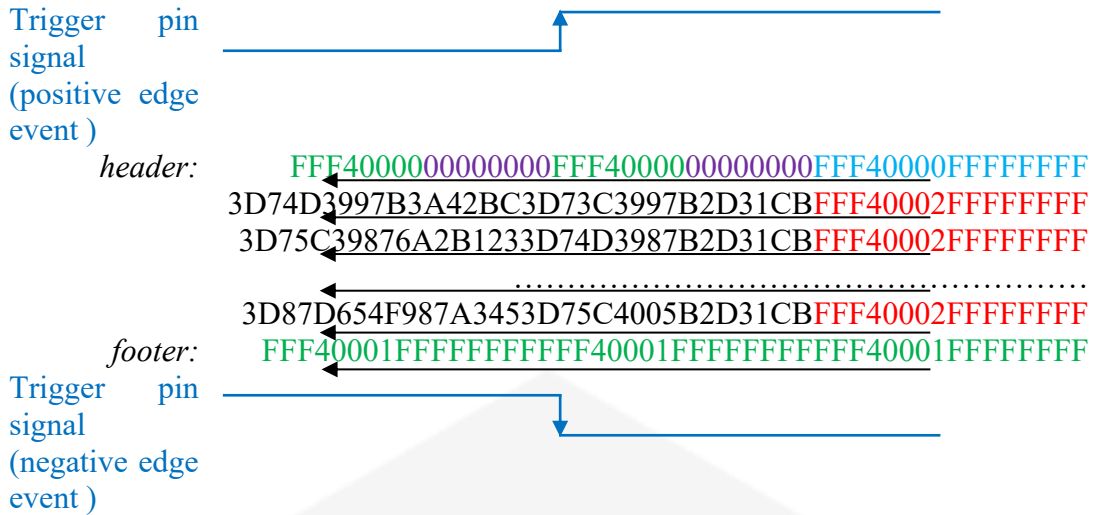 Trigger pin
signal
(positive edge
event )
header: FFF4000000000000FFF4000000000000FFF40000FFFFFFFF
3D74D3997B3A42BC3D73C3997B2D31CBFFF40002FFFFFFFF
3D75C39876A2B1233D74D3987B2D31CBFFF40002FFFFFFFF
……………………………………………………………
3D87D654F987A3453D75C4005B2D31CBFFF40002FFFFFFFF
footer: FFF40001FFFFFFFFFFF40001FFFFFFFFFFF40001FFFFFFFF
Trigger pin
signal
(negative edge
event )